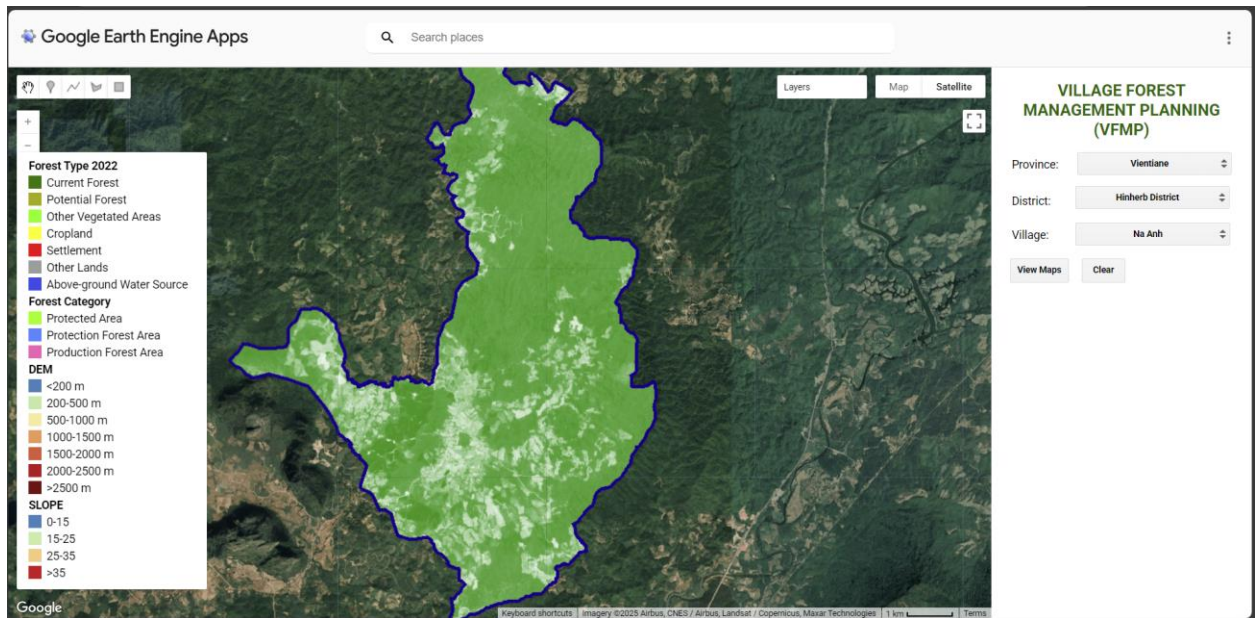 Google Earth Engine Apps
Search places
Layers
Map
Satellite
+
−
Forest Type 2022
Current Forest
Potential Forest
Other Vegetated Areas
Cropland
Settlement
Other Lands
Above-ground Water Source
Forest Category
Protected Area
Protection Forest Area
Production Forest Area
DEM
<200 m
200-500 m
500-1000 m
1000-1500 m
1500-2000 m
2000-2500 m
>2500 m
SLOPE
0-15
15-25
25-35
>35
Google
Keyboard shortcuts
Imagery ©2025 Airbus, CNES / Airbus, Landsat / Copernicus, Maxar Technologies
1 km
Terms
VILLAGE FOREST
MANAGEMENT PLANNING
(VFMP)
Province: Vientiane
District: Hinherb District
Village: Na Anh
View Maps
Clear